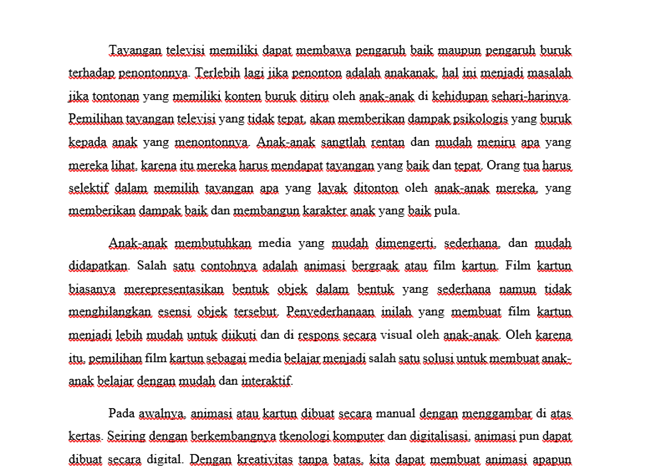 Tayangan televisi memiliki dapat membawa pengaruh baik maupun pengaruh buruk
terhadap penontonnya. Terlebih lagi jika penonton adalah anakanak, hal ini menjadi masalah
jika tontonan yang memiliki konten buruk ditiru oleh anak-anak di kehidupan sehari-harinya.
Pemilihan tayangan televisi yang tidak tepat, akan memberikan dampak psikologis yang buruk
kepada anak yang menontonnya. Anak-anak sangtlah rentan dan mudah meniru apa yang
mereka lihat, karena itu mereka harus mendapat tayangan yang baik dan tepat. Orang tua harus
selektif dalam memilih tayangan apa yang layak ditonton oleh anak-anak mereka, yang
memberikan dampak baik dan membangun karakter anak yang baik pula.
Anak-anak membutuhkan media yang mudah dimengerti, sederhana, dan mudah
didapatkan. Salah satu contohnya adalah animasi bergraak atau film kartun. Film kartun
biasanya merepresentasikan bentuk objek dalam bentuk yang sederhana namun tidak
menghilangkan esensi objek tersebut. Penyederhanaan inilah yang membuat film kartun
menjadi lebih mudah untuk diikuti dan di respons secara visual oleh anak-anak. Oleh karena
itu, pemilihan film kartun sebagai media belajar menjadi salah satu solusi untuk membuat anak-
anak belajar dengan mudah dan interaktif.
Pada awalnya, animasi atau kartun dibuat secara manual dengan menggambar di atas
kertas. Seiring dengan berkembangnya tkenologi komputer dan digitalisasi, animasi pun dapat
dibuat secara digital. Dengan kreativitas tanpa batas, kita dapat membuat animasi apapun